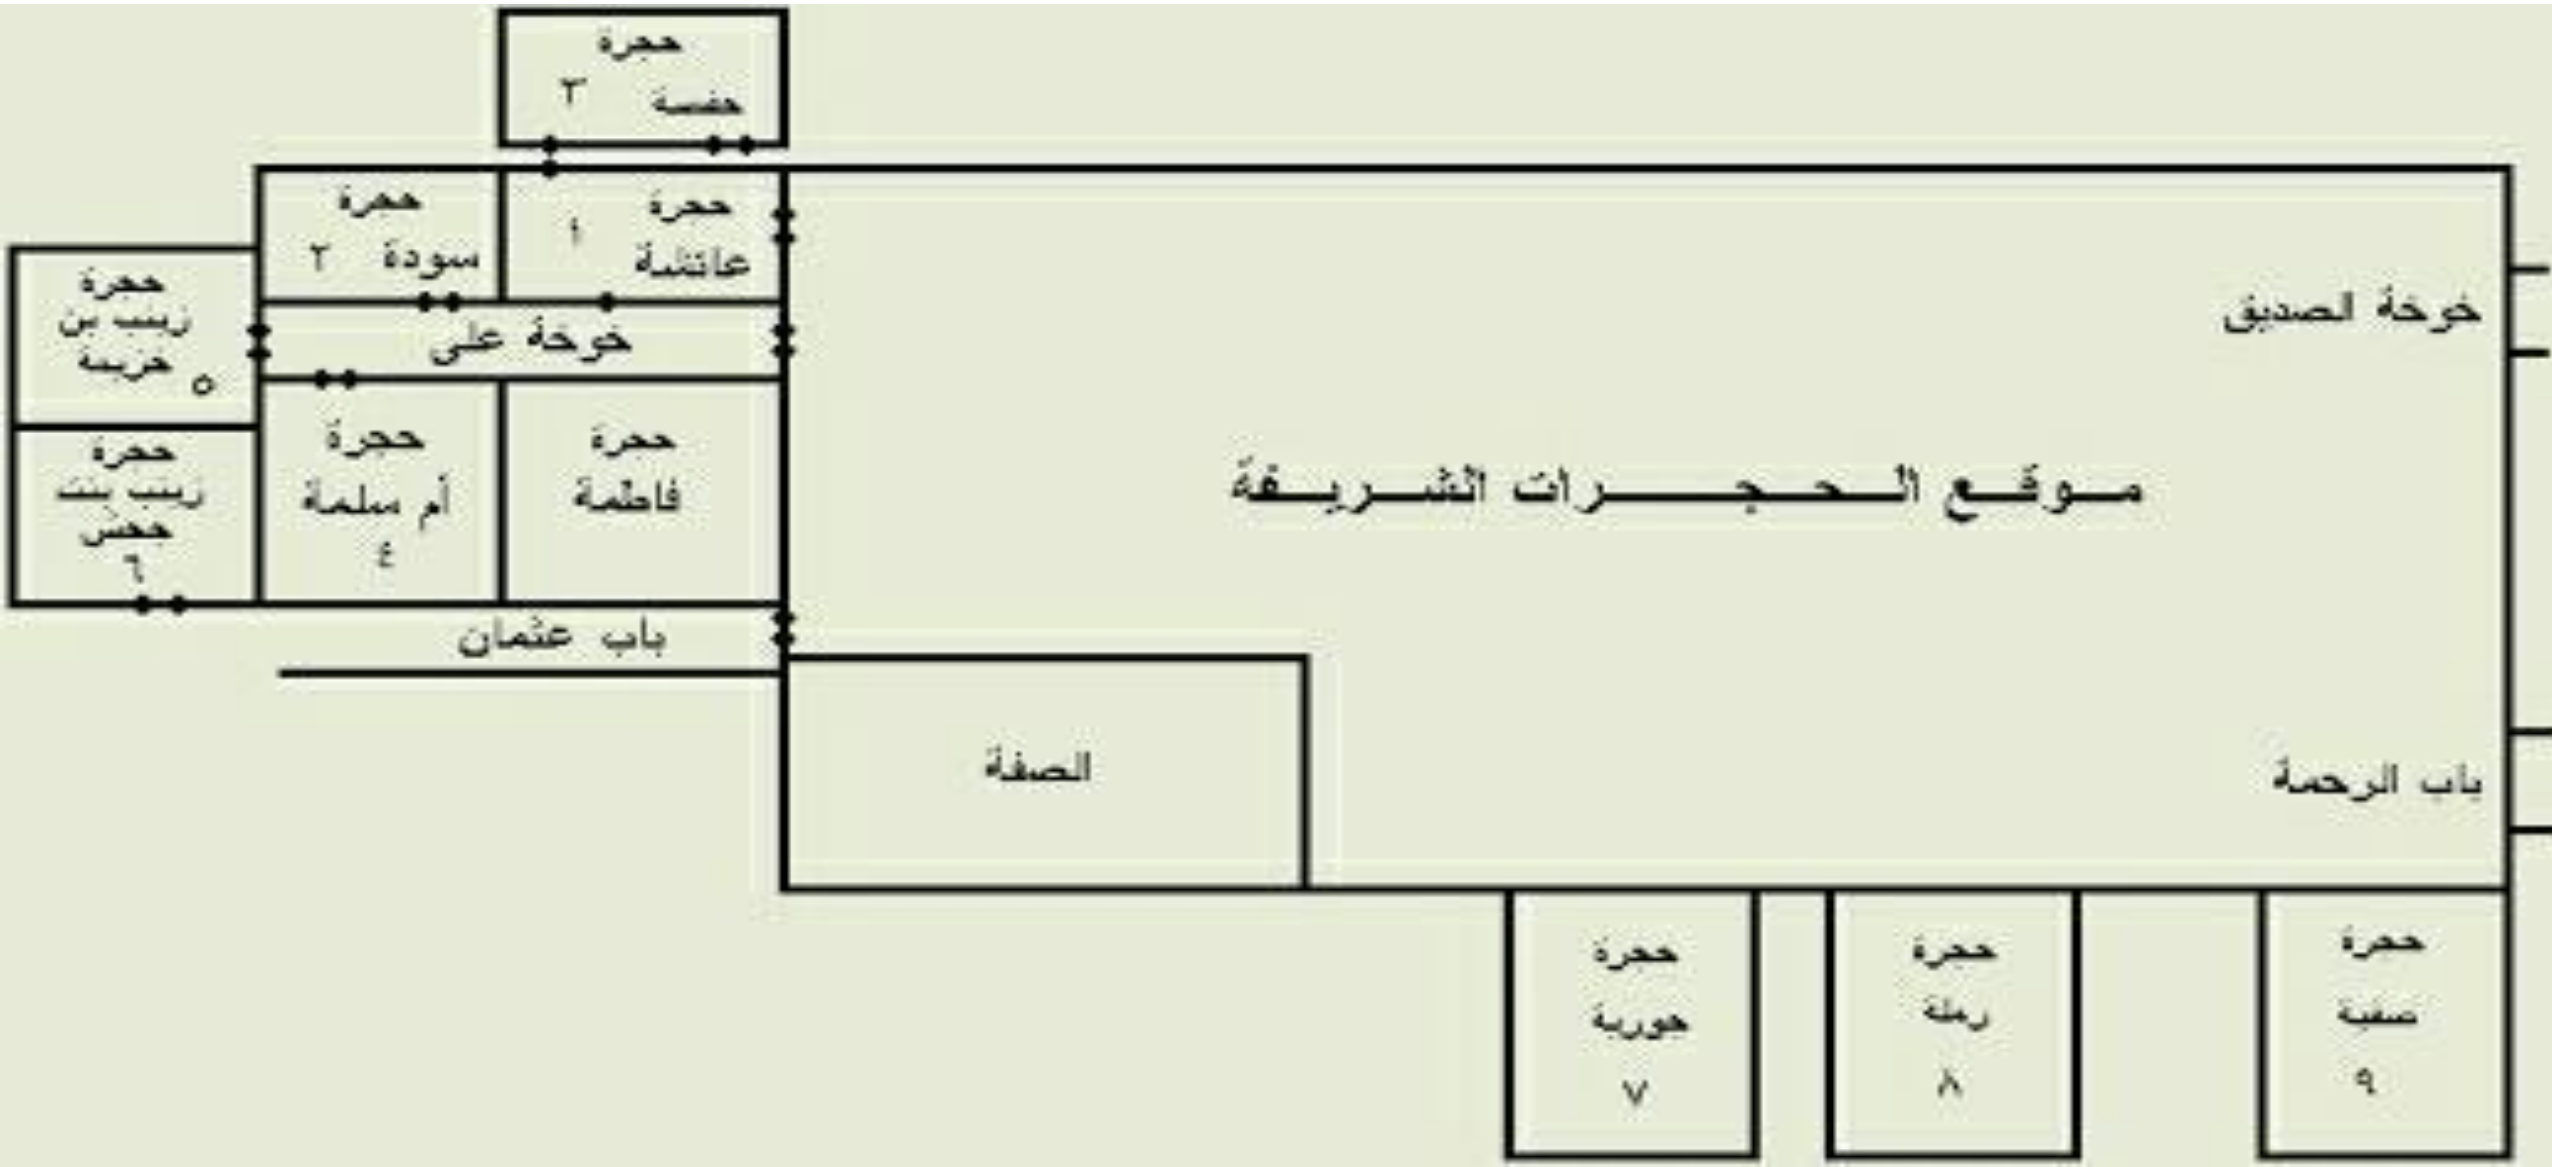 حجرة
حفسة ٣
حجرة
عائشة ١
حجرة
سودة ٢
خوخة على
حجرة
زينب بن
خزيمة ٥
حجرة
فاطمة
حجرة
أم سلمة
٤
حجرة
زينب بنت
جحش
٦
باب عثمان
خوخة الصديق
موقع الحجرات الشريفة
باب الرحمة
الصفة
حجرة
صفية
٩
حجرة
رملة
٨
حجرة
جورية
٧